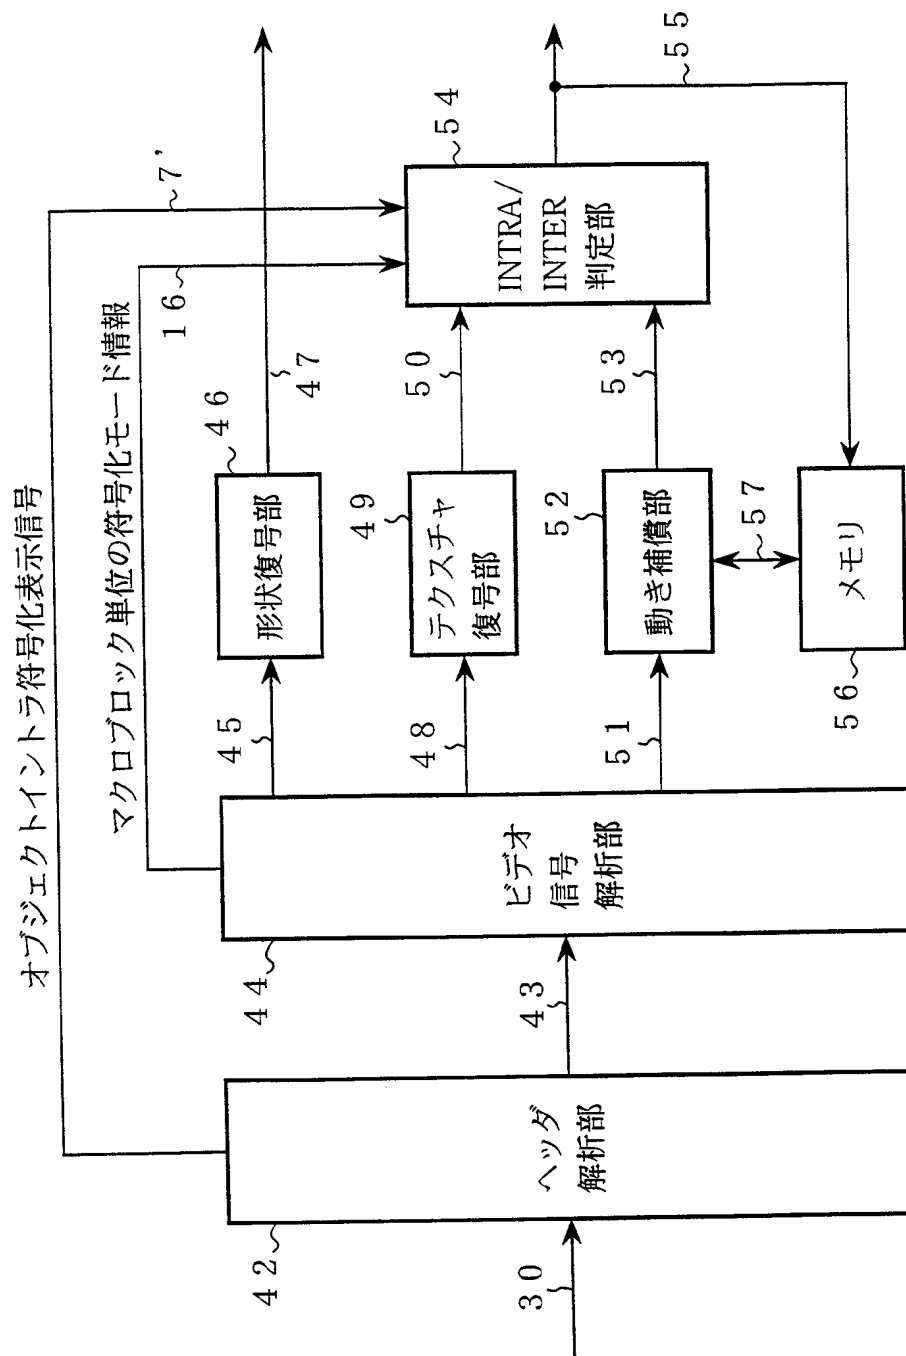 オブジェクトイントラ符号化表示信号
7'
マクロブロック単位の符号化モード情報
16
30
42
ヘッダ
解析部
43
44
ビデオ
信号
解析部
45
46
形状復号部
47
48
49
テクスチャ
復号部
50
51
52
動き補償部
53
54
INTRA/
INTER
判定部
55
56
メモリ
57